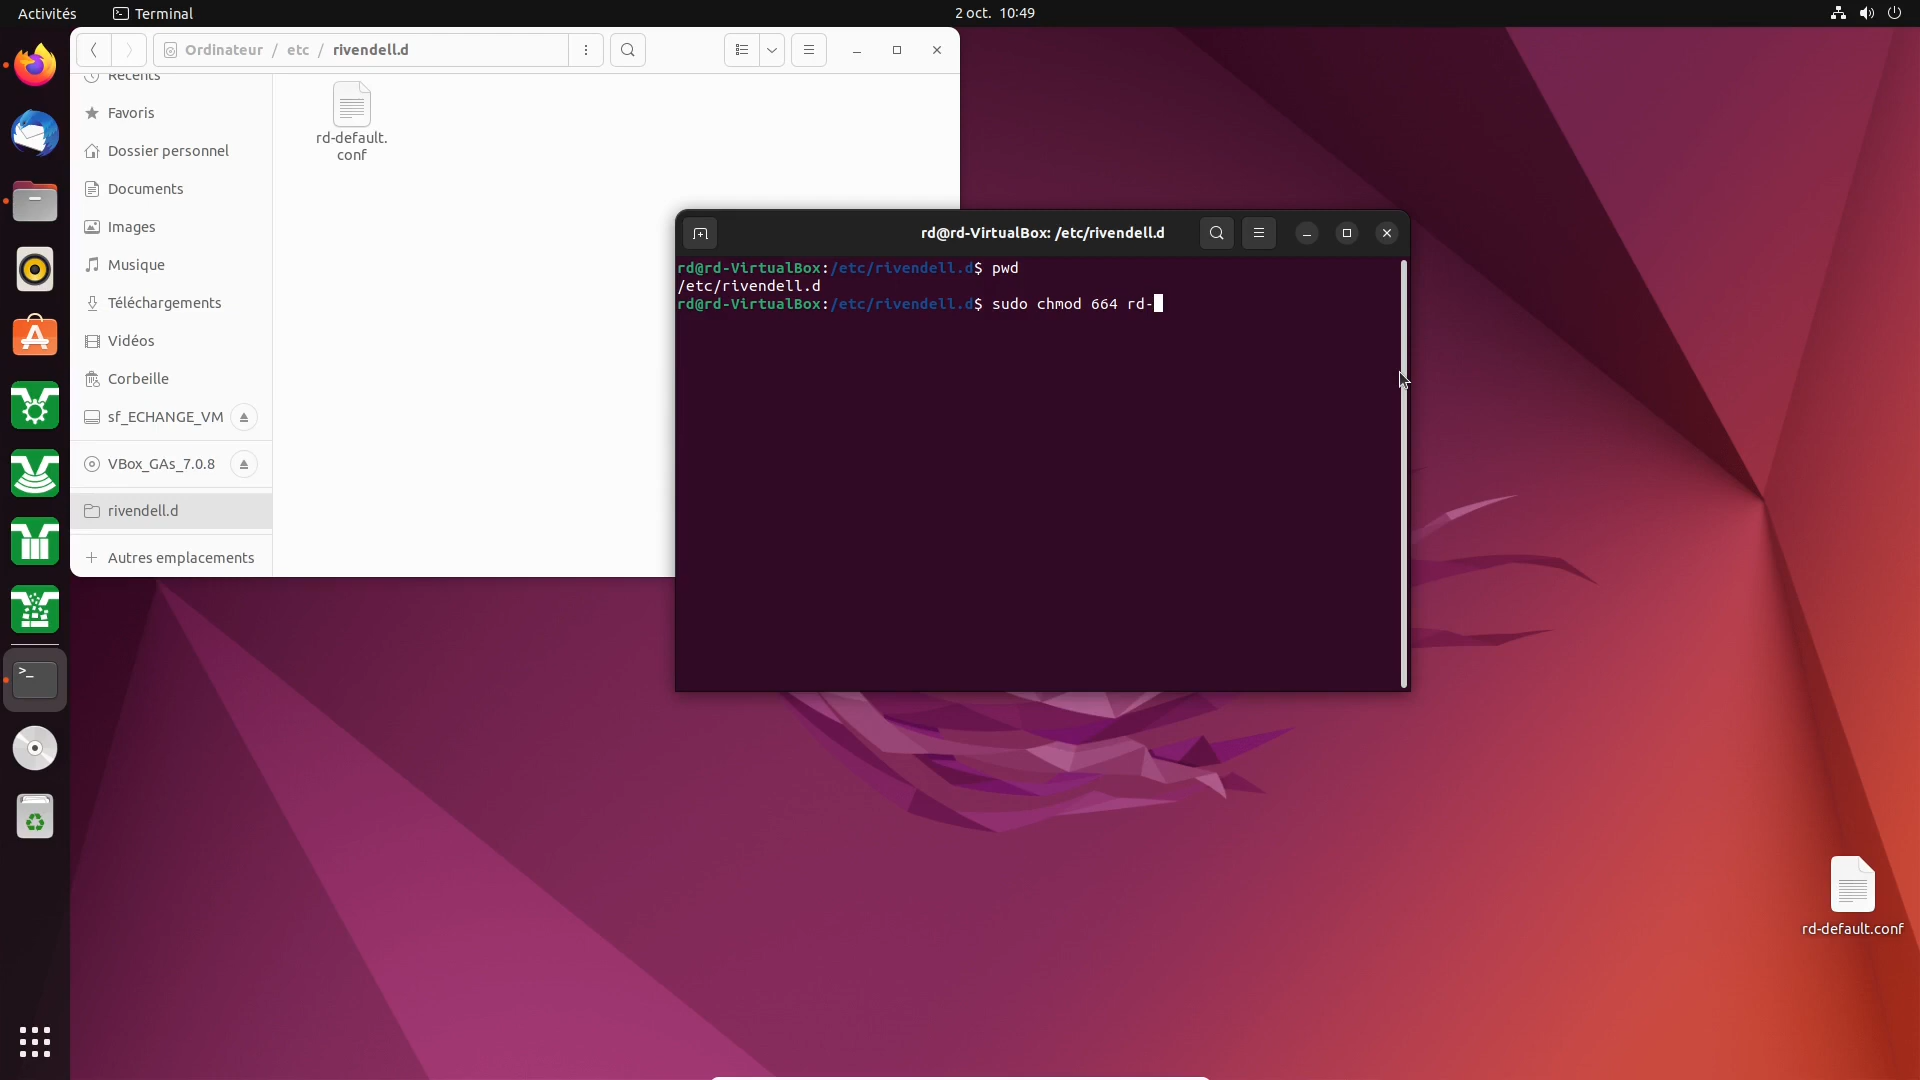 Activités
Terminal
2 oct. 10:49
Ordinateur / etc / rivendell.d
Récents
Favoris
Dossier personnel
Documents
Images
Musique
Téléchargements
Vidéos
Corbeille
sf_ECHANGE_VM
VBox_GAs_7.0.8
rivendell.d
+ Autres emplacements
rd-default.
conf
rd@rd-VirtualBox: /etc/rivendell.d
rd@rd-VirtualBox:/etc/rivendell.d$ pwd
/etc/rivendell.d
rd@rd-VirtualBox:/etc/rivendell.d$ sudo chmod 664 rd-
>_
rd-default.conf